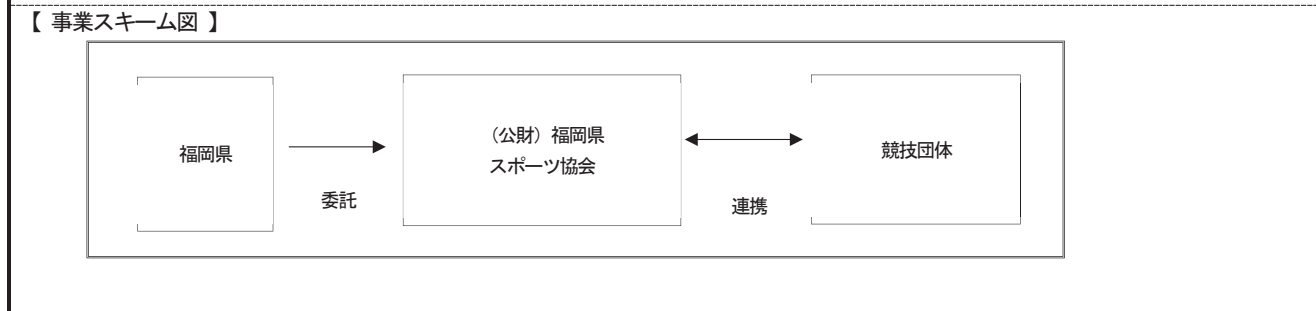 【 事業スキーム図 】
福岡県
委託
（公財）福岡県
スポーツ協会
連携
競技団体